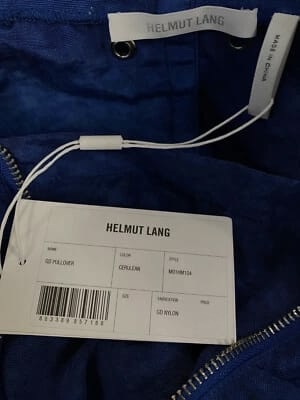 HELMUT LANG
MADE IN CHINA
HELMUT LANG
NAME
GD PULLOVER
COLOR
CERULEAN
STYLE
M01HM104
SIZE
FABRICATION
GD NYLON
PRICE